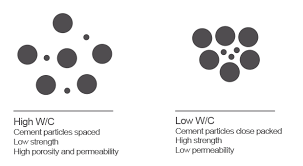 High W/C
Cement particles spaced
Low strength
High porosity and permeability
Low W/C
Cement particles close packed
High strength
Low permeability